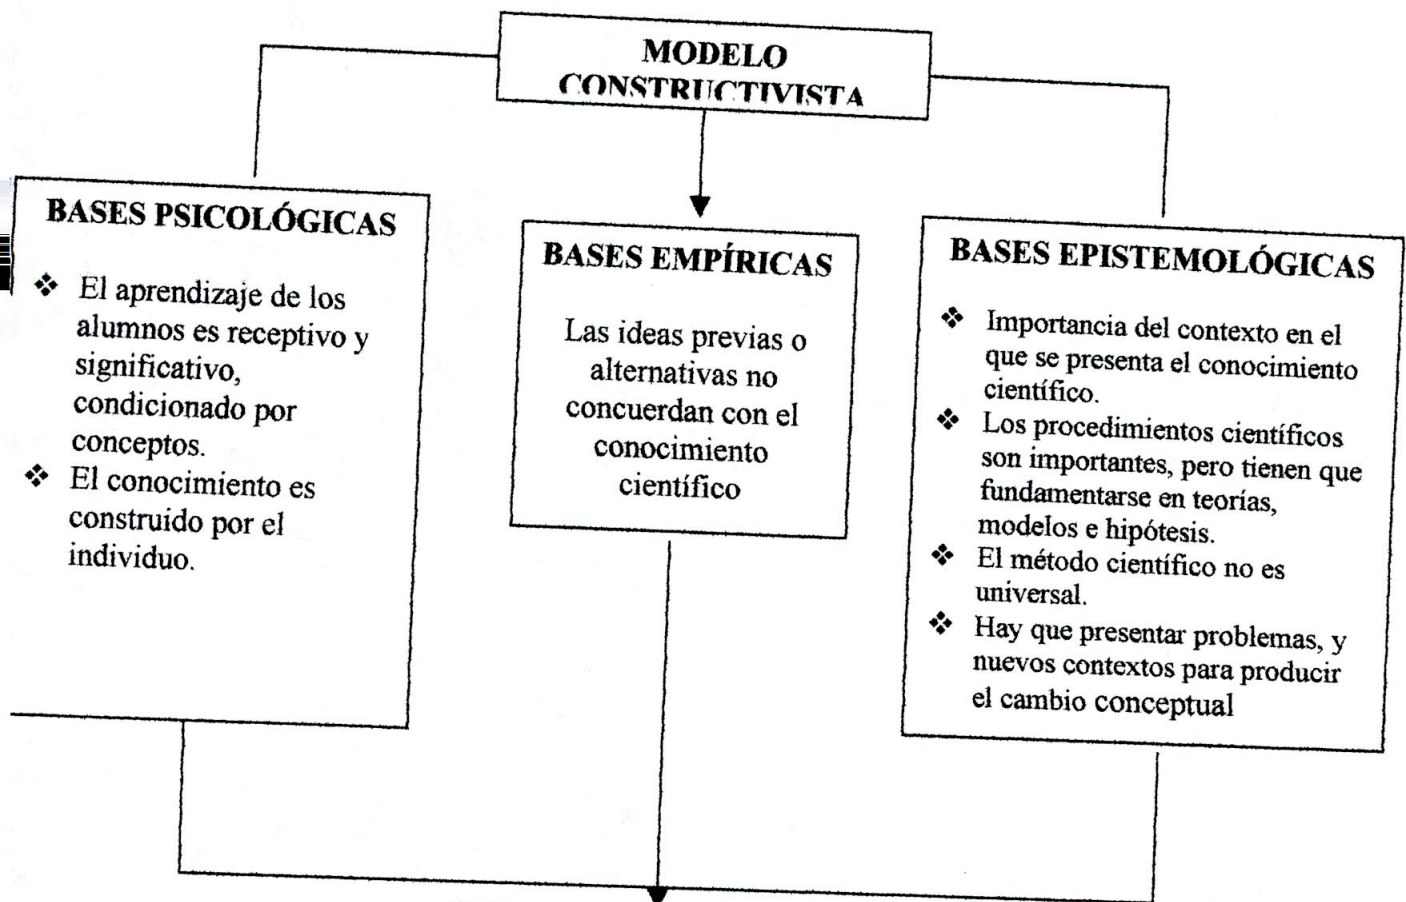 MODELO
CONSTRUCTIVISTA
BASES PSICOLÓGICAS
❖ El aprendizaje de los
alumnos es receptivo y
significativo,
condicionado por
conceptos.
❖ El conocimiento es
construido por el
individuo.
BASES EMPÍRICAS
Las ideas previas o
alternativas no
concuerdan con el
conocimiento
científico
BASES EPISTEMOLÓGICAS
❖ Importancia del contexto en el
que se presenta el conocimiento
científico.
❖ Los procedimientos científicos
son importantes, pero tienen que
fundamentarse en teorías,
modelos e hipótesis.
❖ El método científico no es
universal.
❖ Hay que presentar problemas, y
nuevos contextos para producir
el cambio conceptual